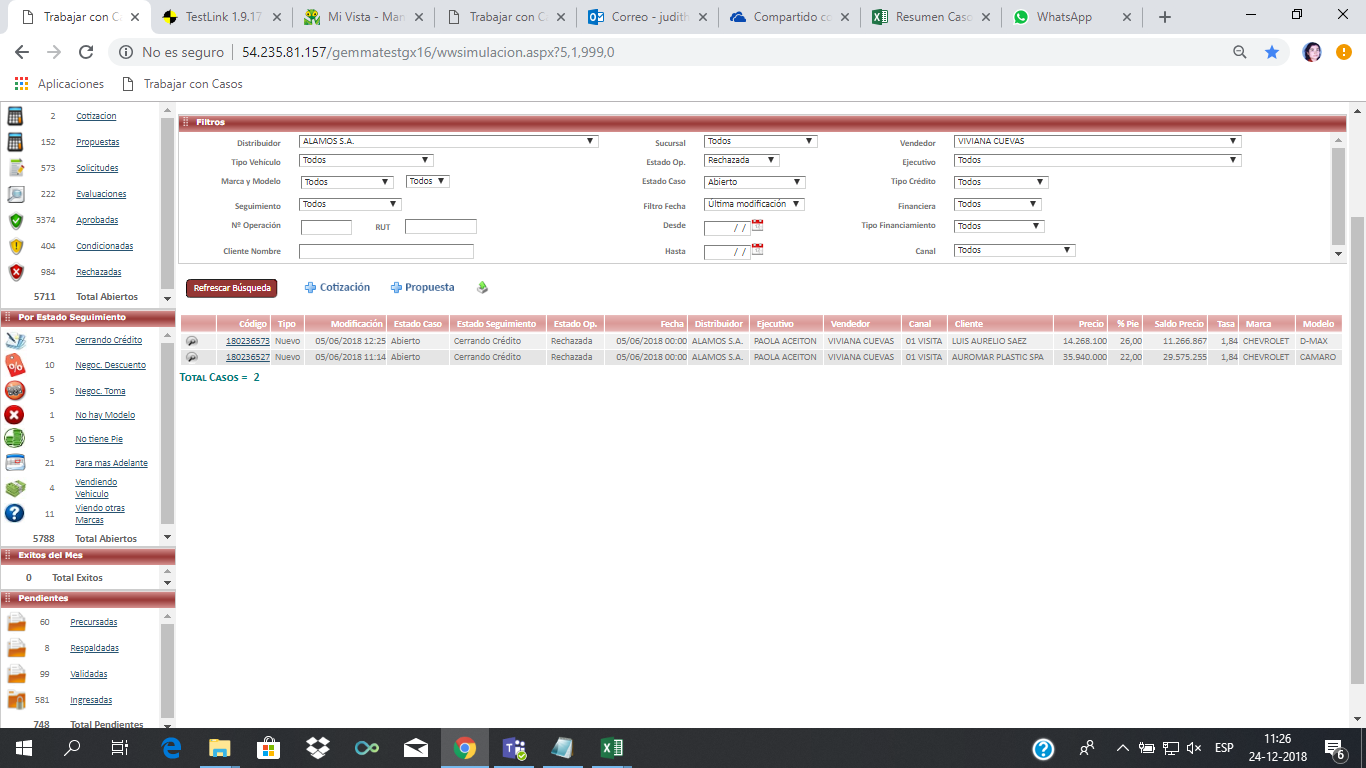 Trabajar con C
TestLink 1.9.17
Mi Vista - Man
Trabajar con C
Correo - judith
Compartido co
Resumen Caso
WhatsApp
No es seguro
54.235.81.157/gemmatestgx16/wwsimulacion.aspx?5,1,999,0
Aplicaciones
Trabajar con Casos
2 Cotizacion
152 Propuestas
573 Solicitudes
222 Evaluaciones
3374 Aprobadas
404 Condicionadas
984 Rechazadas
5711 Total Abiertos
Por Estado Seguimiento
5731 Cerrando Crédito
10 Negoc. Descuento
5 Negoc. Toma
1 No hay Modelo
5 No tiene Pie
21 Para mas Adelante
4 Vendiendo Vehículo
11 Viendo otras Marcas
5788 Total Abiertos
Exitos del Mes
0 Total Exitos
Pendientes
60 Precursadas
8 Respaldadas
99 Validadas
581 Ingresadas
748 Total Pendientes
Filtros
Distribuidor ALAMOS S.A. Sucursal Todos Vendedor VIVIANA CUEVAS
Tipo Vehículo Todos Estado Op. Rechazada Ejecutivo Todos
Marca y Modelo Todos Todos Estado Caso Abierto Tipo Crédito Todos
Seguimiento Todos Filtro Fecha Última modificación Financiera Todos
Nº Operación RUT Desde / / Tipo Financiamiento Todos
Cliente Nombre Hasta / / Canal Todos
Refrescar Búsqueda Cotización Propuesta
Código Tipo Modificación Estado Caso Estado Seguimiento Estado Op. Fecha Distribuidor Ejecutivo Vendedor Canal Cliente Precio % Pie Saldo Precio Tasa Marca Modelo
180236573 Nuevo 05/06/2018 12:25 Abierto Cerrando Crédito Rechazada 05/06/2018 00:00 ALAMOS S.A. PAOLA ACEITON VIVIANA CUEVAS 01 VISITA LUIS AURELIO SAEZ 14.268.100 26,00 11.266.867 1,84 CHEVROLET D-MAX
180236527 Nuevo 05/06/2018 11:14 Abierto Cerrando Crédito Rechazada 05/06/2018 00:00 ALAMOS S.A. PAOLA ACEITON VIVIANA CUEVAS 01 VISITA AUROMAR PLASTIC SPA 35.940.000 22,00 29.575.255 1,84 CHEVROLET CAMARO
Total Casos = 2
ESP
11:26
24-12-2018
6